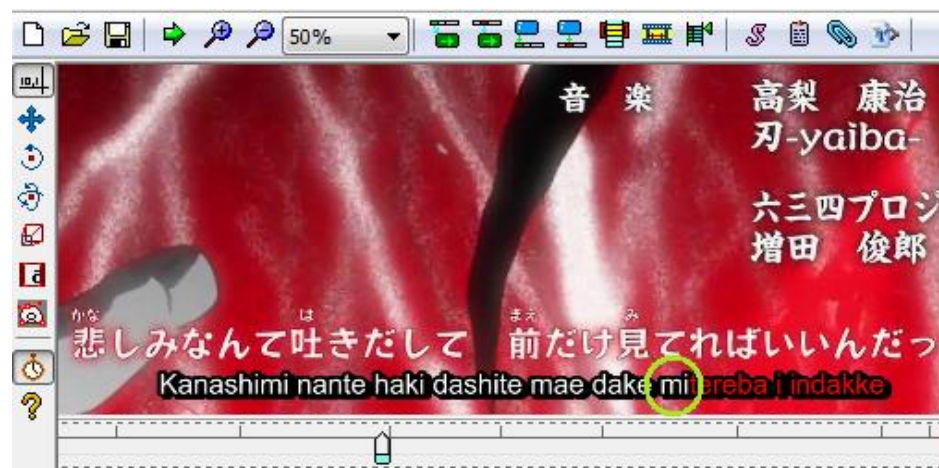 50%
音 楽
高梨 康治
刃-yaiba-
六三四プロジ
増田 俊郎
かな は まえ み
悲しみなんて吐きだして 前だけ見てればいいんだっ
Kanashimi nante haki dashite mae dake mitereba i indakke